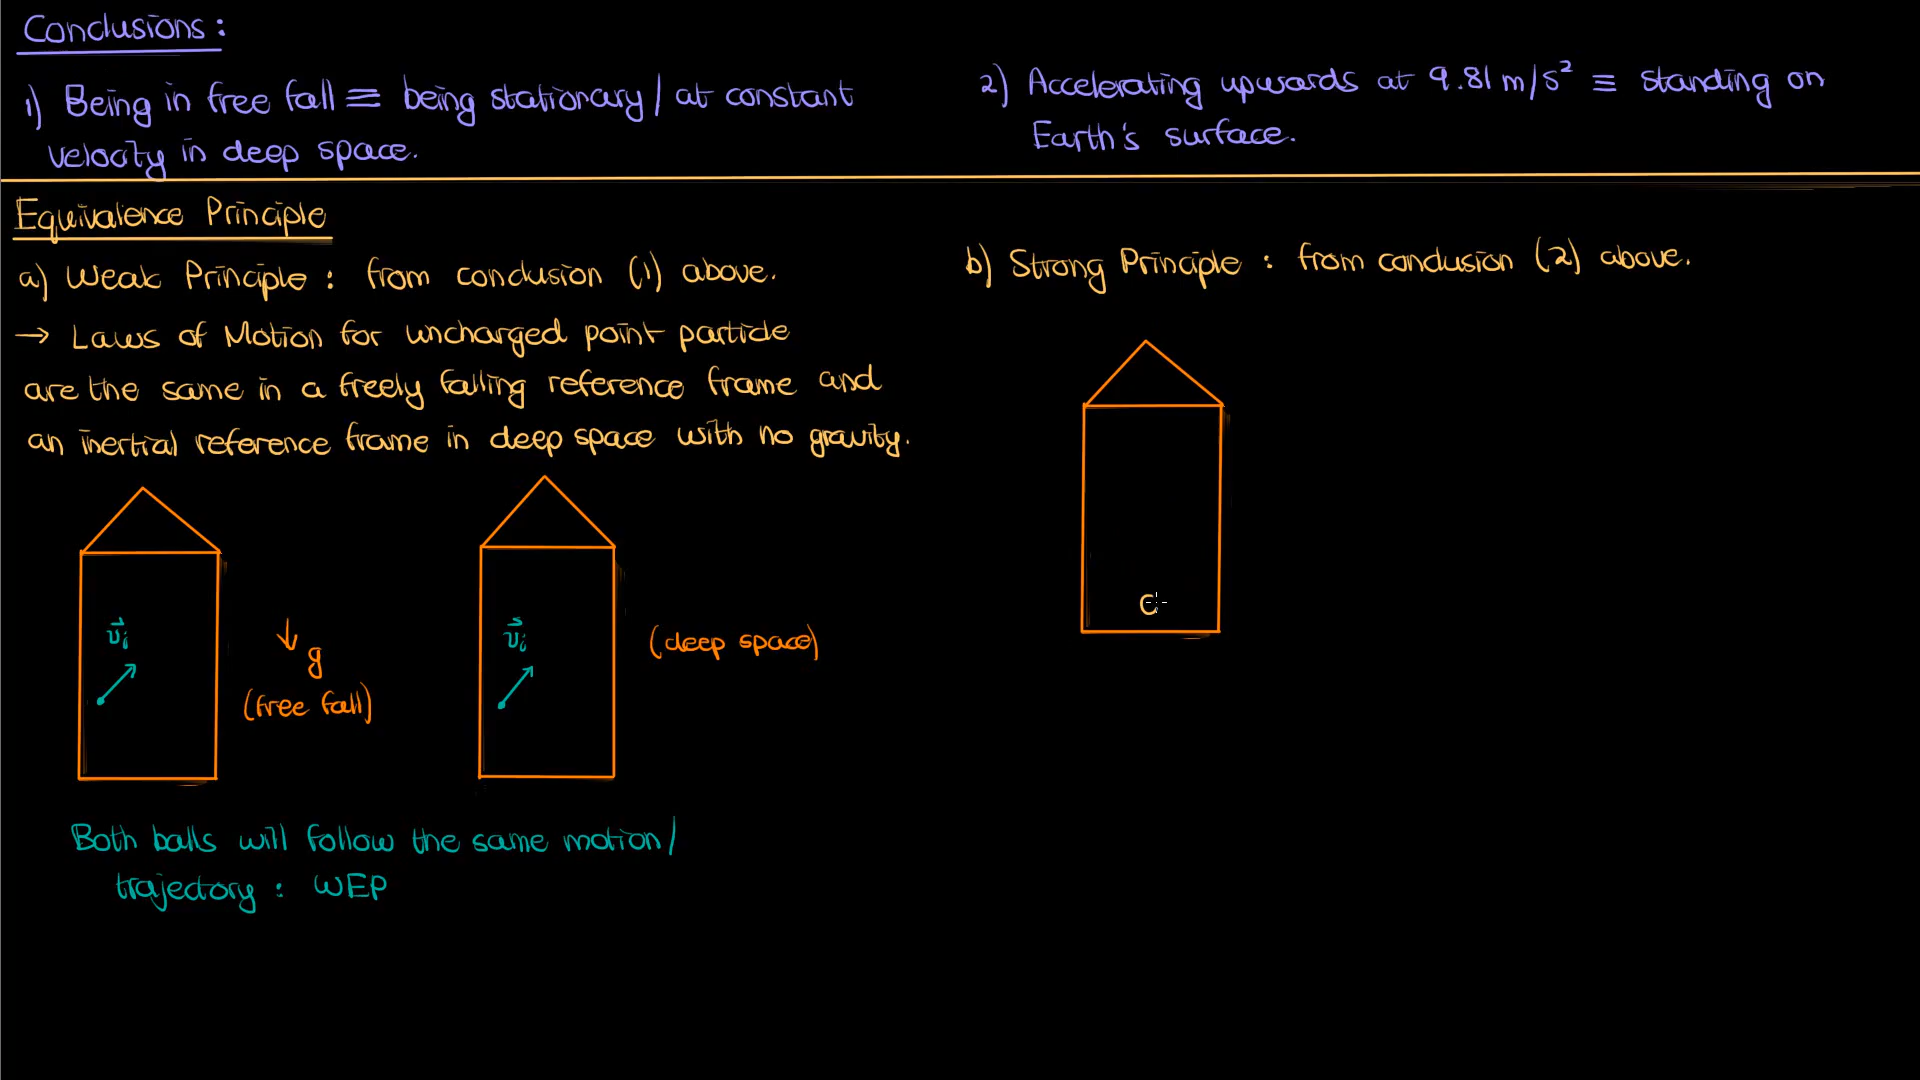 Conclusions:
1) Being in free fall ≡ being stationary / at constant
velocity in deep space.
2) Accelerating upwards at 9.81 m/s² ≡ standing on
Earth's surface.
Equivalence Principle
a) Weak Principle : from conclusion (1) above.
→ Laws of Motion for uncharged point particle
are the same in a freely falling reference frame and
an inertial reference frame in deep space with no gravity.
v⃗ᵢ
↓ g
(free fall)
v⃗ᵢ
(deep space)
Both balls will follow the same motion /
trajectory : WEP
b) Strong Principle : from conclusion (2) above.